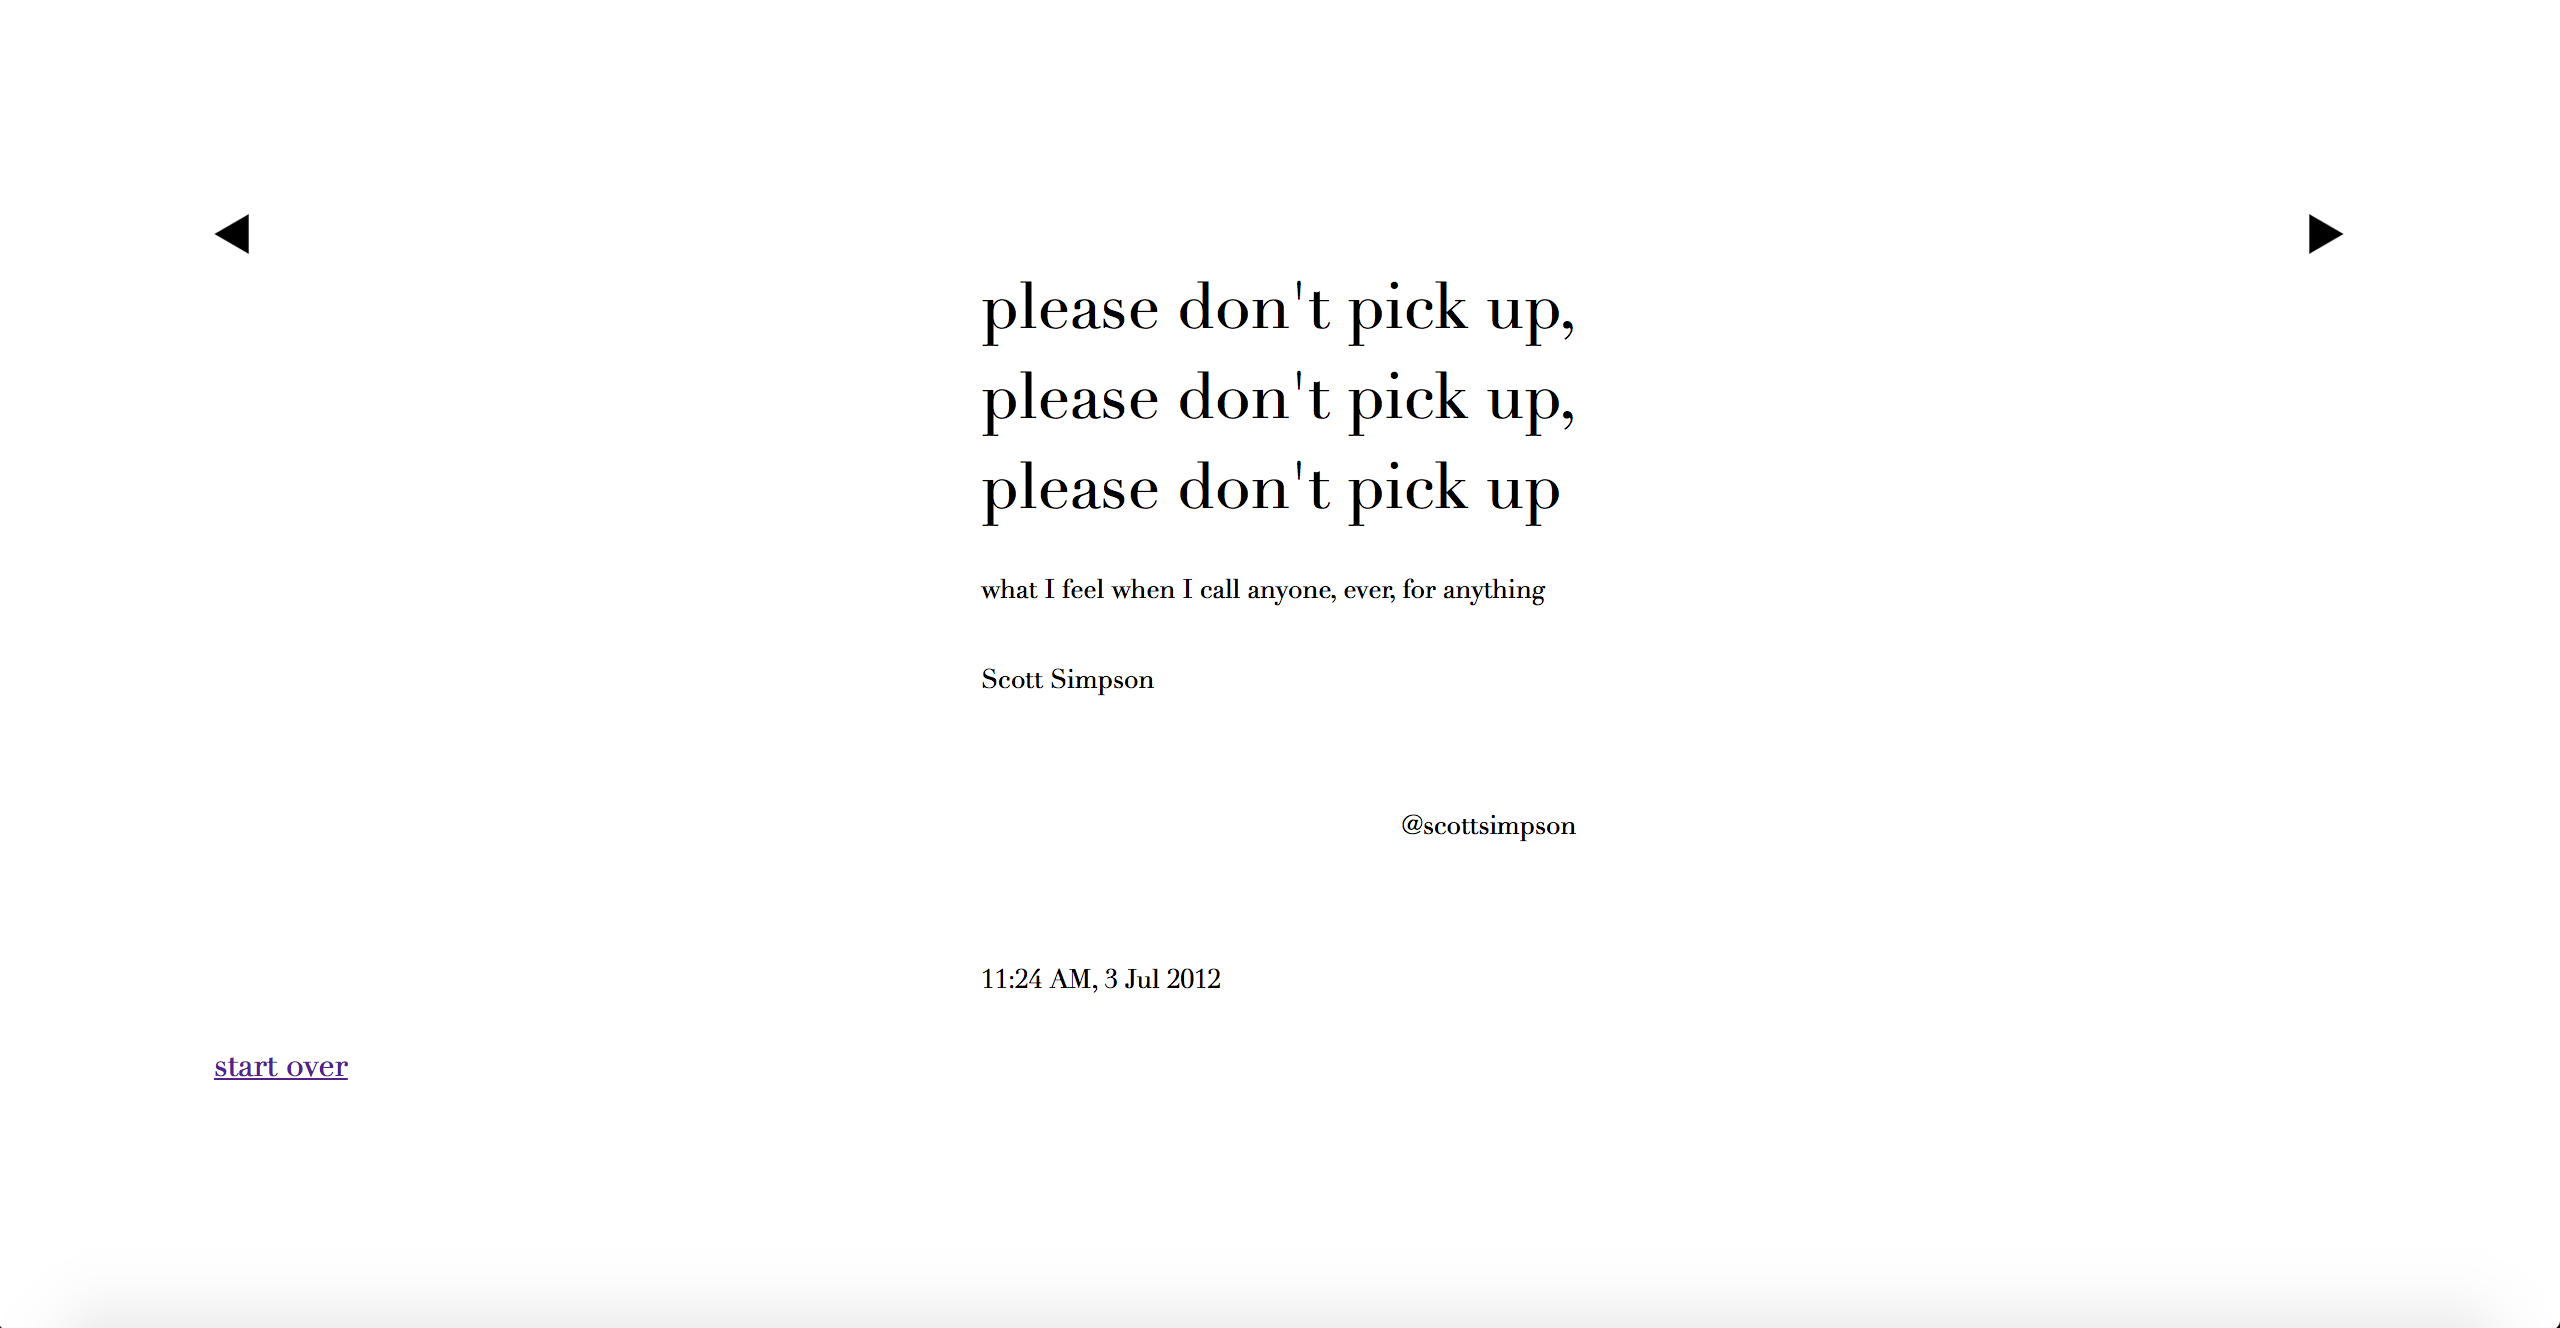 please don't pick up,
please don't pick up,
please don't pick up
what I feel when I call anyone, ever, for anything
Scott Simpson
@scottsimpson
11:24 AM, 3 Jul 2012
start over